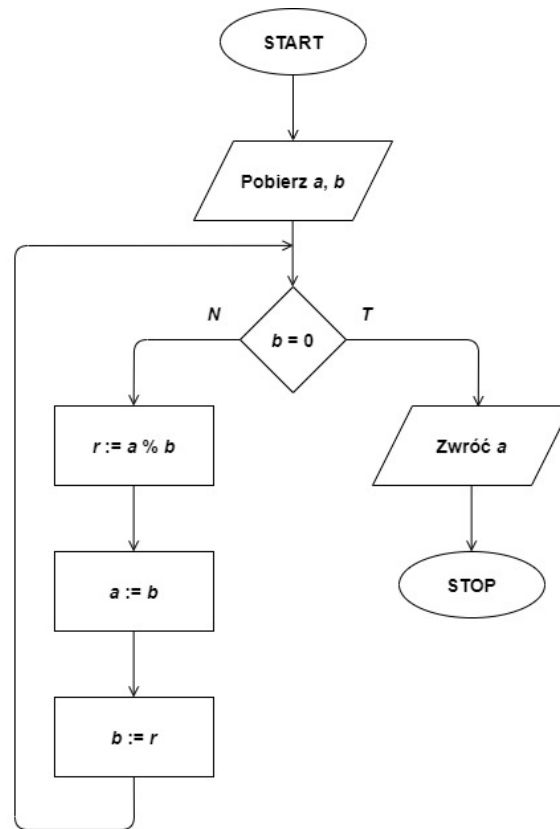 START
Pobierz a, b
N
T
b = 0
r := a % b
Zwróć a
a := b
STOP
b := r